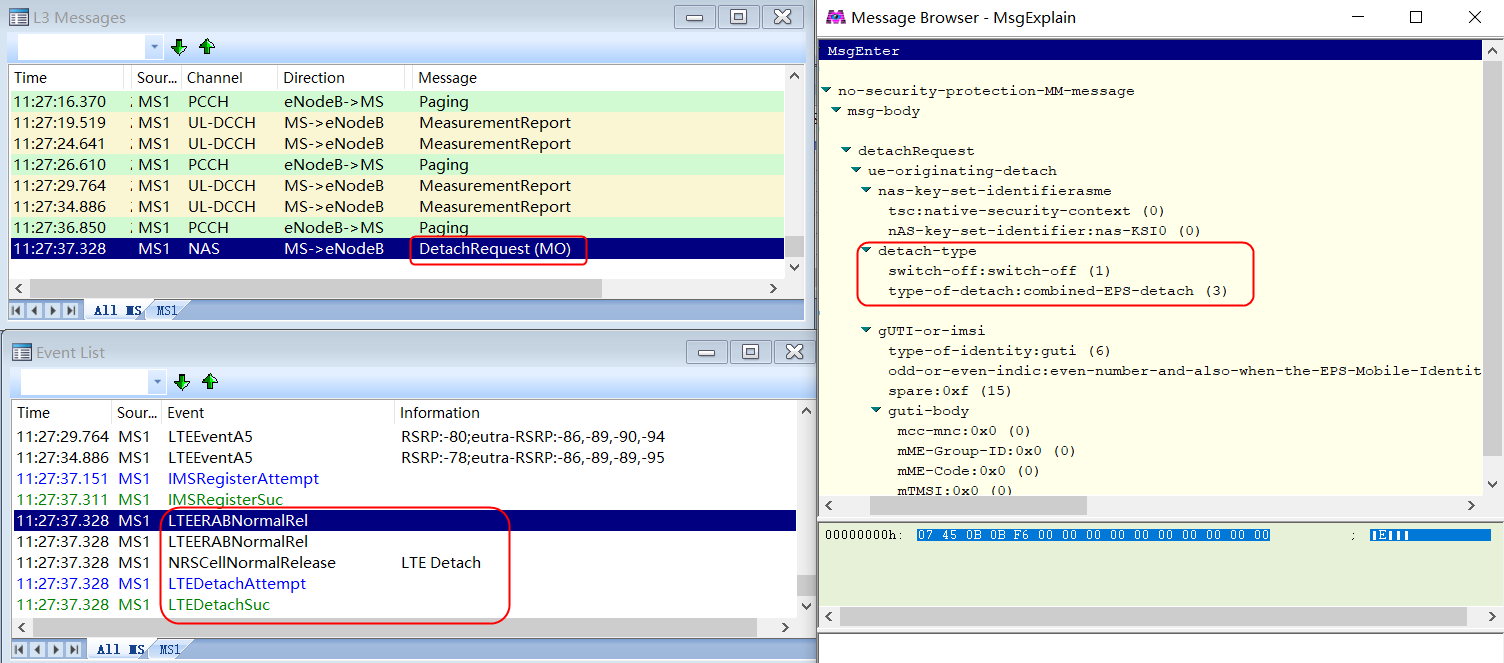 L3 Messages
Time Sour... Channel Direction Message
11:27:16.370 : MS1 PCCH eNodeB->MS Paging
11:27:19.519 : MS1 UL-DCCH MS->eNodeB MeasurementReport
11:27:24.641 : MS1 UL-DCCH MS->eNodeB MeasurementReport
11:27:26.610 : MS1 PCCH eNodeB->MS Paging
11:27:29.764 : MS1 UL-DCCH MS->eNodeB MeasurementReport
11:27:34.886 : MS1 UL-DCCH MS->eNodeB MeasurementReport
11:27:36.850 : MS1 PCCH eNodeB->MS Paging
11:27:37.328 MS1 NAS MS->eNodeB DetachRequest (MO)
All MS MS1
Event List
Time Sour... Event Information
11:27:29.764 MS1 LTEEventA5 RSRP:-80;eutra-RSRP:-86,-89,-90,-94
11:27:34.886 MS1 LTEEventA5 RSRP:-78;eutra-RSRP:-86,-89,-89,-95
11:27:37.151 MS1 IMSRegisterAttempt
11:27:37.311 MS1 IMSRegisterSuc
11:27:37.328 MS1 LTEERABNormalRel
11:27:37.328 MS1 LTEERABNormalRel
11:27:37.328 MS1 NRSCellNormalRelease LTE Detach
11:27:37.328 MS1 LTEDetachAttempt
11:27:37.328 MS1 LTEDetachSuc
All MS MS1
Message Browser - MsgExplain
MsgEnter
no-security-protection-MM-message
msg-body
detachRequest
ue-originating-detach
nas-key-set-identifierasme
tsc:native-security-context (0)
nAS-key-set-identifier:nas-KSI0 (0)
detach-type
switch-off:switch-off (1)
type-of-detach:combined-EPS-detach (3)
gUTI-or-imsi
type-of-identity:guti (6)
odd-or-even-indic:even-number-and-also-when-the-EPS-Mobile-Identit
spare:0xf (15)
guti-body
mcc-mnc:0x0 (0)
mME-Group-ID:0x0 (0)
mME-Code:0x0 (0)
mTMSI:0x0 (0)
00000000h: 07 45 0B 0B F6 00 00 00 00 00 00 00 00 00 00 ; E